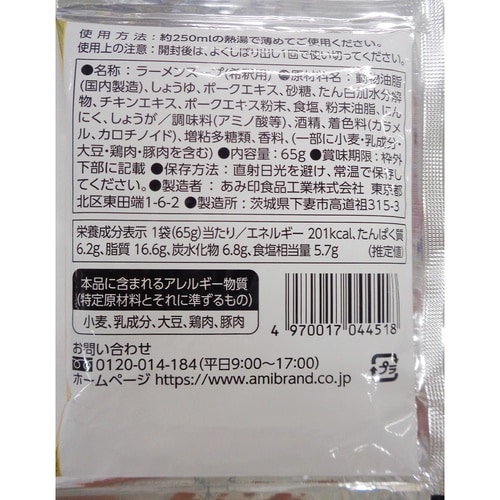 使用方法：約250mlの熱湯で薄めてご使用ください。
使用上の注意：開封後は、よくしぼり出し1回で使い切ってください。
●名称：ラーメンスープ(希釈用) ●原材料名：動物油脂
(国内製造)、しょうゆ、ポークエキス、砂糖、たん白加水分解
物、チキンエキス、ポークエキス粉末、食塩、粉末油脂、にん
にく、しょうが／調味料(アミノ酸等)、酒精、着色料(カラメ
ル、カロチノイド)、増粘多糖類、香料、(一部に小麦・乳成分・
大豆・鶏肉・豚肉を含む) ●内容量：65g ●賞味期限：枠外
下部に記載 ●保存方法：直射日光を避け、常温で保存し
てください。 ●製造者：あみ印食品工業株式会社 東京都
北区東田端1-6-2 ●製造所：茨城県下妻市高道祖315-3
栄養成分表示 1袋(65g)当たり／エネルギー 201kcal、たんぱく質
6.2g、脂質 16.6g、炭水化物 6.8g、食塩相当量 5.7g (推定値)
本品に含まれるアレルギー物質
(特定原材料とそれに準ずるもの)
小麦、乳成分、大豆、鶏肉、豚肉
4 970017 044518
お問い合わせ
0120-014-184(平日9:00～17:00)
ホームページ https://www.amibrand.co.jp
プラ